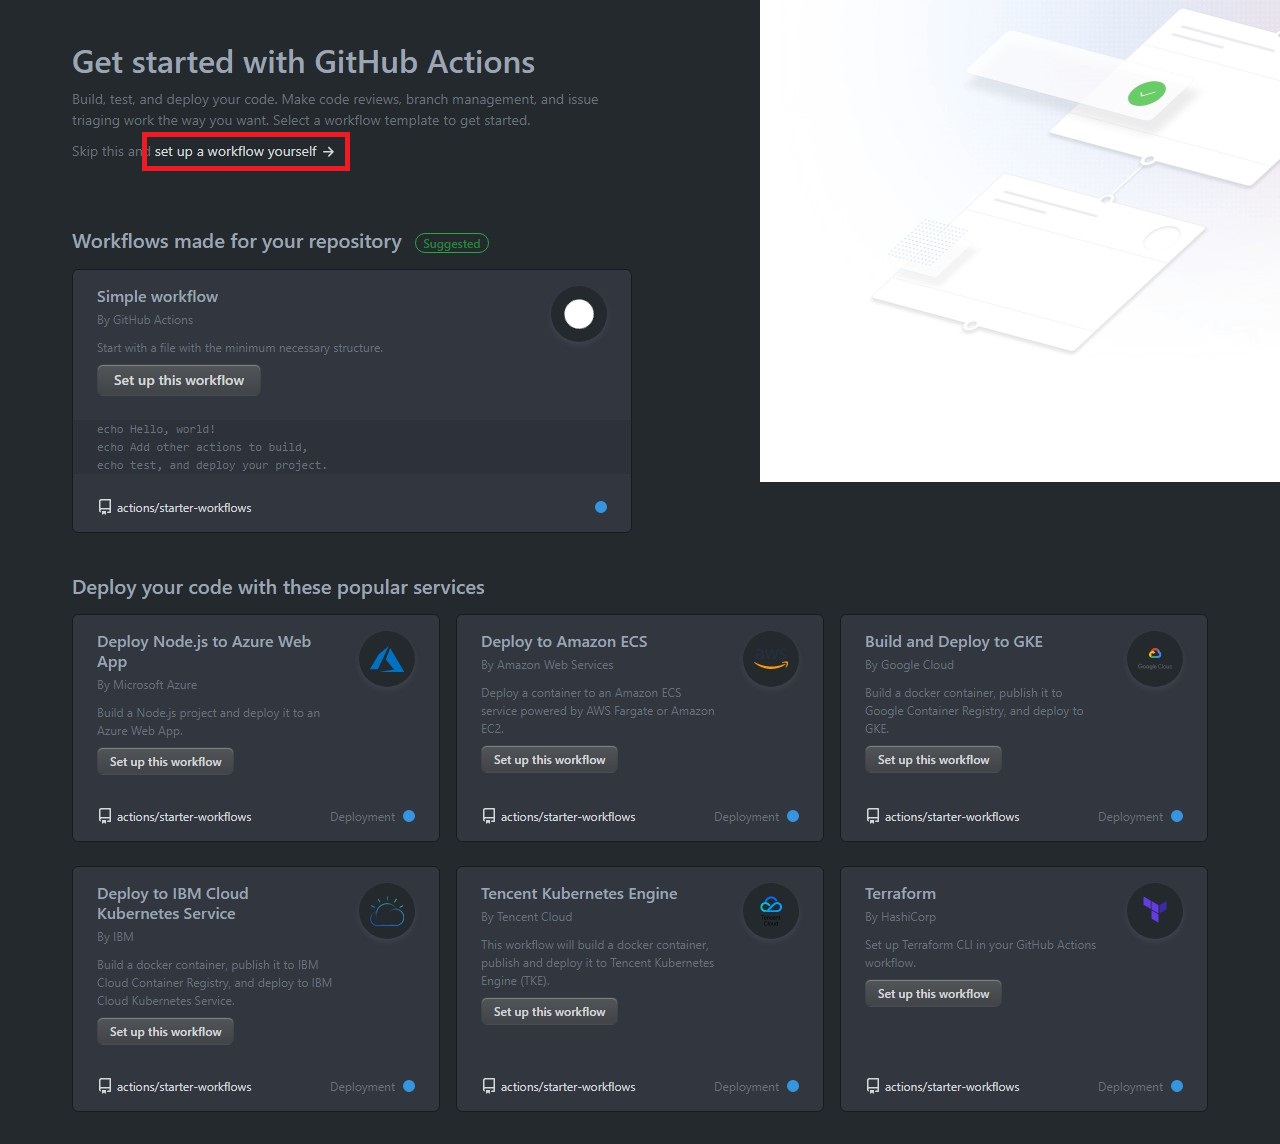 Get started with GitHub Actions
Build, test, and deploy your code. Make code reviews, branch management, and issue
triaging work the way you want. Select a workflow template to get started.
Skip this and set up a workflow yourself →
Workflows made for your repository Suggested
Simple workflow
By GitHub Actions
Start with a file with the minimum necessary structure.
Set up this workflow
echo Hello, world!
echo Add other actions to build,
echo test, and deploy your project.
actions/starter-workflows
Deploy your code with these popular services
Deploy Node.js to Azure Web
App
By Microsoft Azure
Build a Node.js project and deploy it to an
Azure Web App.
Set up this workflow
actions/starter-workflows Deployment
Deploy to Amazon ECS
By Amazon Web Services
Deploy a container to an Amazon ECS
service powered by AWS Fargate or Amazon
EC2.
Set up this workflow
actions/starter-workflows Deployment
aws
Build and Deploy to GKE
By Google Cloud
Build a docker container, publish it to
Google Container Registry, and deploy to
GKE.
Set up this workflow
actions/starter-workflows Deployment
Google Cloud
Deploy to IBM Cloud
Kubernetes Service
By IBM
Build a docker container, publish it to IBM
Cloud Container Registry, and deploy to IBM
Cloud Kubernetes Service.
Set up this workflow
actions/starter-workflows Deployment
Tencent Kubernetes Engine
By Tencent Cloud
This workflow will build a docker container,
publish and deploy it to Tencent Kubernetes
Engine (TKE).
Set up this workflow
actions/starter-workflows Deployment
Tencent
Cloud
Terraform
By HashiCorp
Set up Terraform CLI in your GitHub Actions
workflow.
Set up this workflow
actions/starter-workflows Deployment